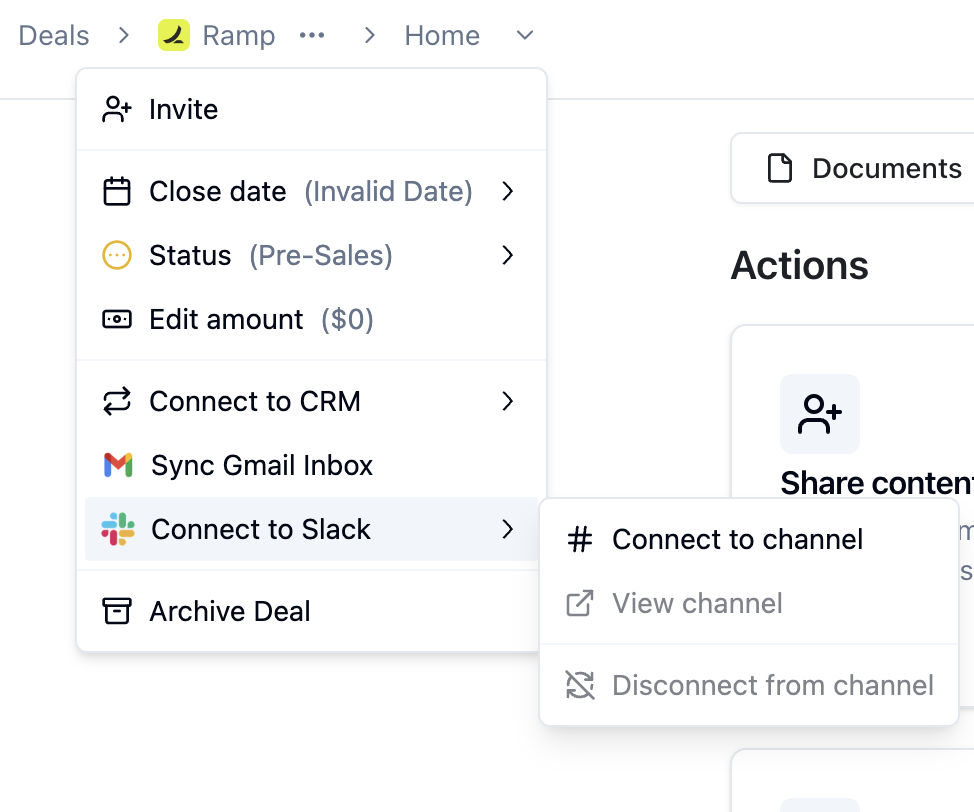 Deals > Ramp ... > Home
Invite
Documents
Close date (Invalid Date)
Status (Pre-Sales)
Actions
Edit amount ($0)
Connect to CRM
Sync Gmail Inbox
Share conten
Connect to Slack
Connect to channel
View channel
Archive Deal
Disconnect from channel